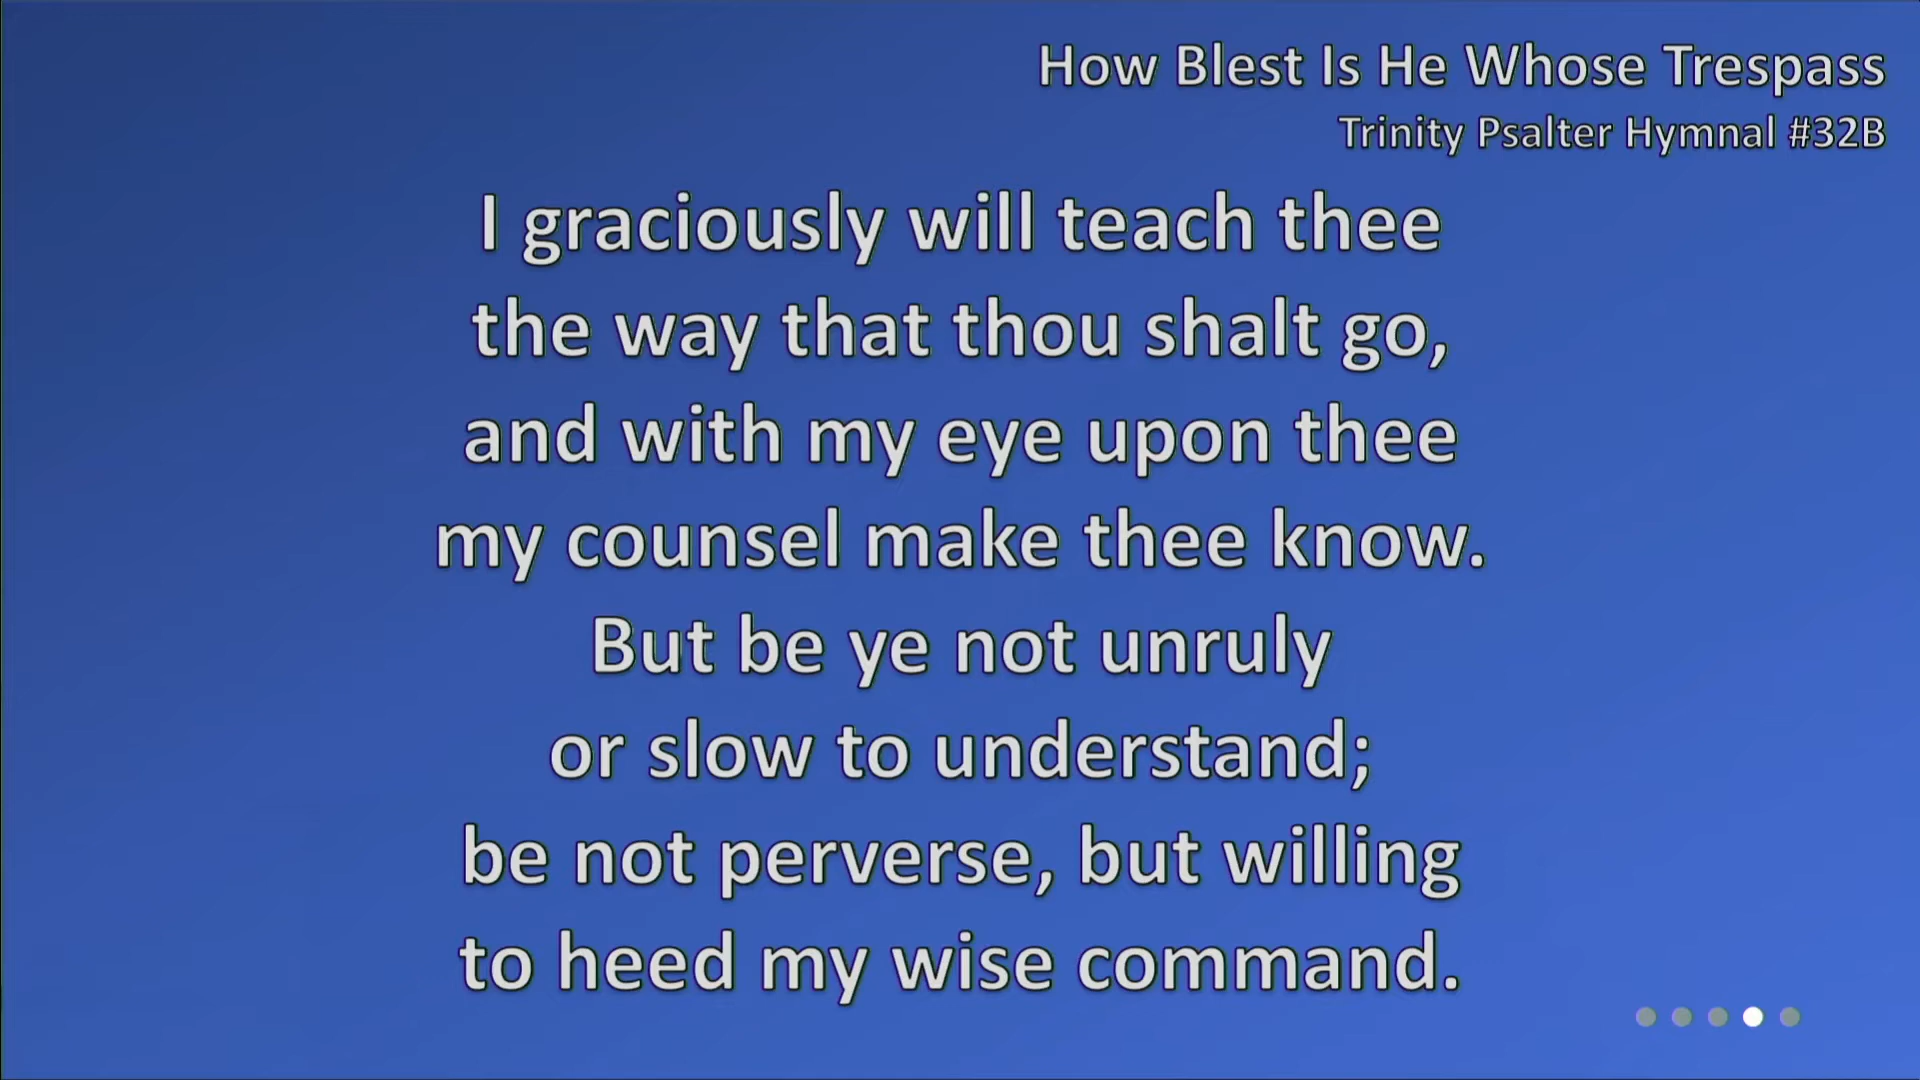 How Blest Is He Whose Trespass
Trinity Psalter Hymnal #32B
I graciously will teach thee
the way that thou shalt go,
and with my eye upon thee
my counsel make thee know.
But be ye not unruly
or slow to understand;
be not perverse, but willing
to heed my wise command.